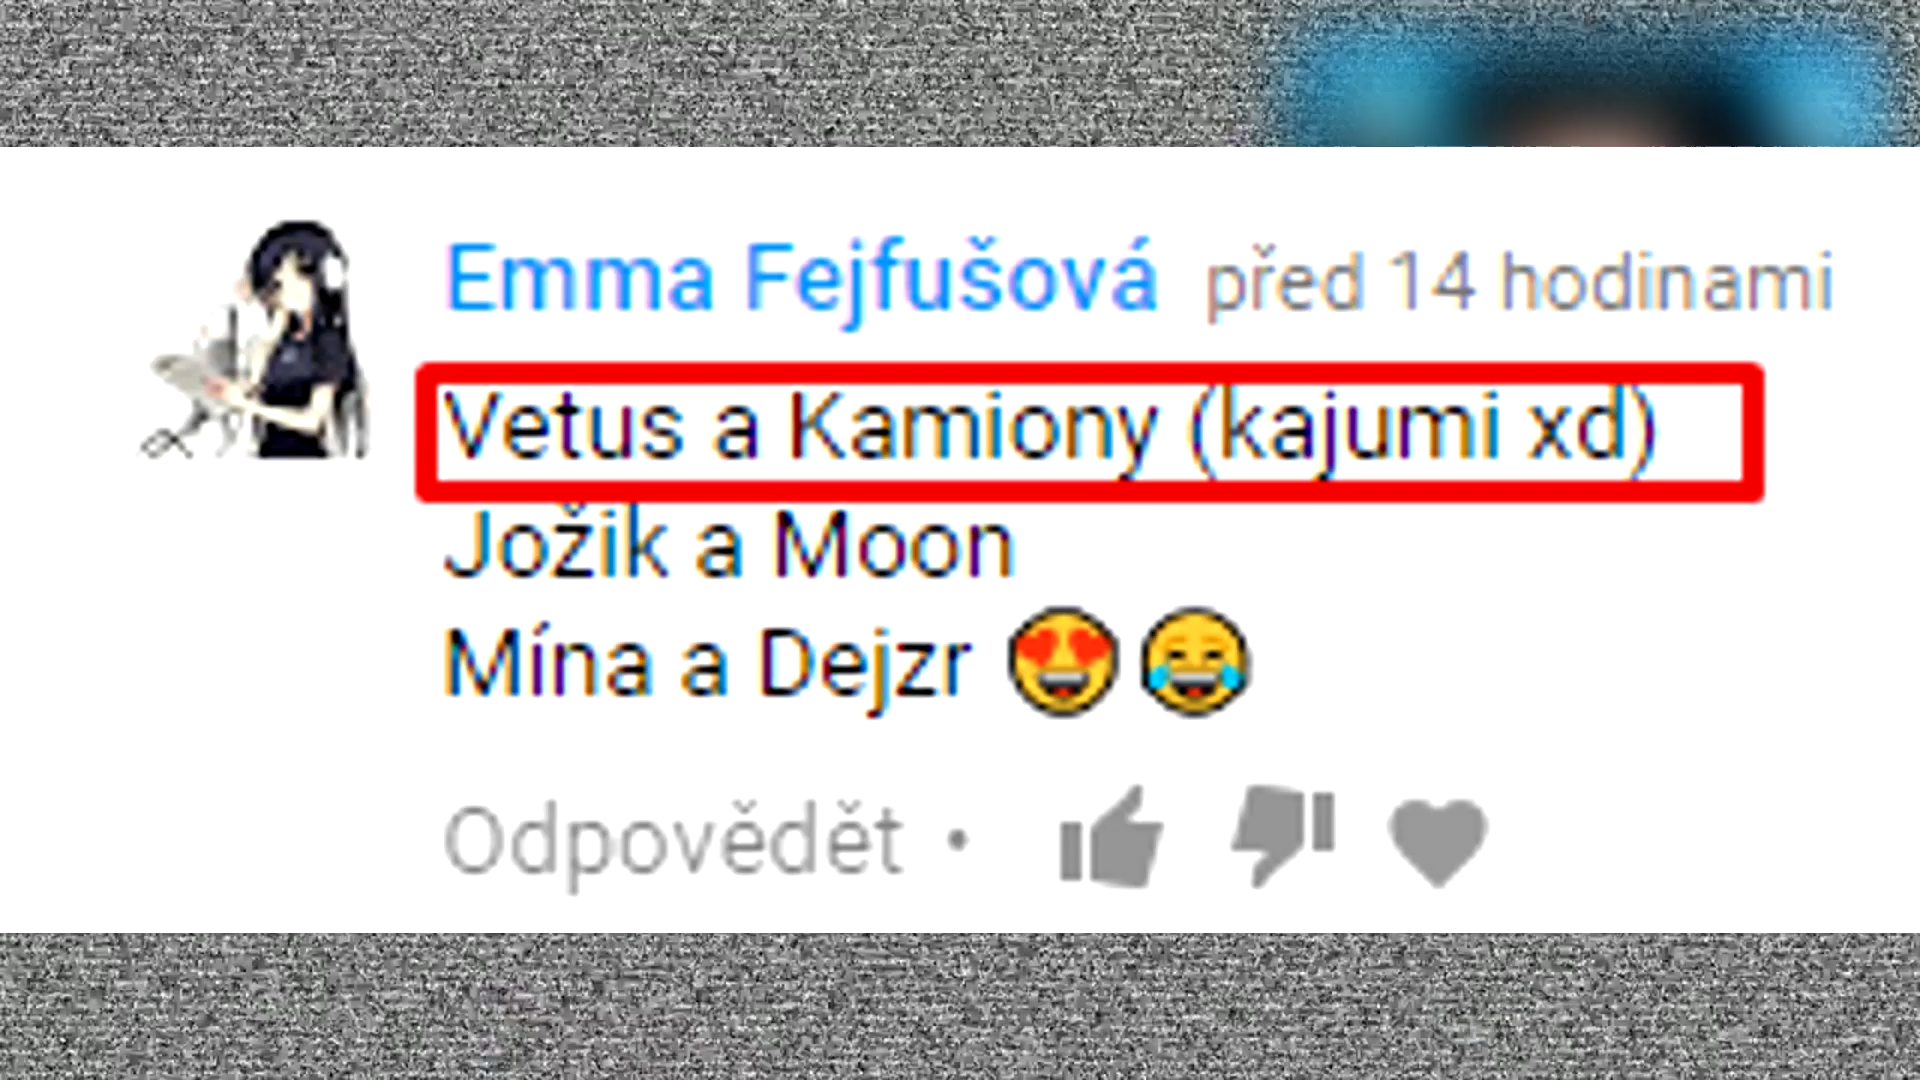 Emma Fejfušová před 14 hodinami
Vetus a Kamiony (kajumi xd)
Jožik a Moon
Mína a Dejzr 😍😂
Odpovědět •